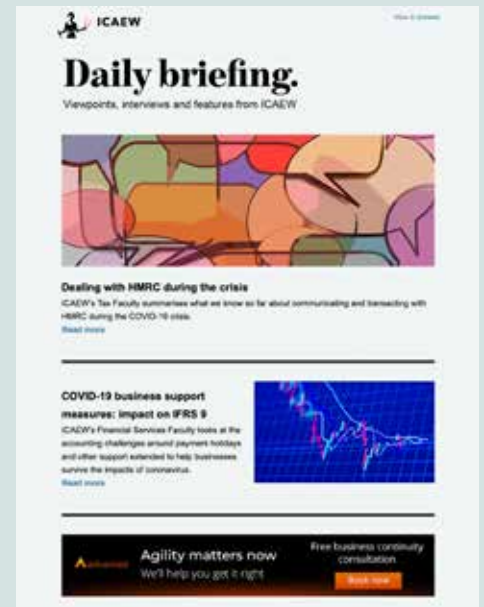 ICAEW
View in browser
Daily briefing.
Viewpoints, interviews and features from ICAEW
Dealing with HMRC during the crisis
ICAEW's Tax Faculty summarises what we know so far about communicating and transacting with
HMRC during the COVID-19 crisis.
Read more
COVID-19 business support
measures: impact on IFRS 9
ICAEW's Financial Services Faculty looks at the
accounting challenges around payment holidays
and other support extended to help businesses
survive the impacts of coronavirus.
Read more
advanced
Agility matters now
We'll help you get it right
Free business continuity
consultation
Book now